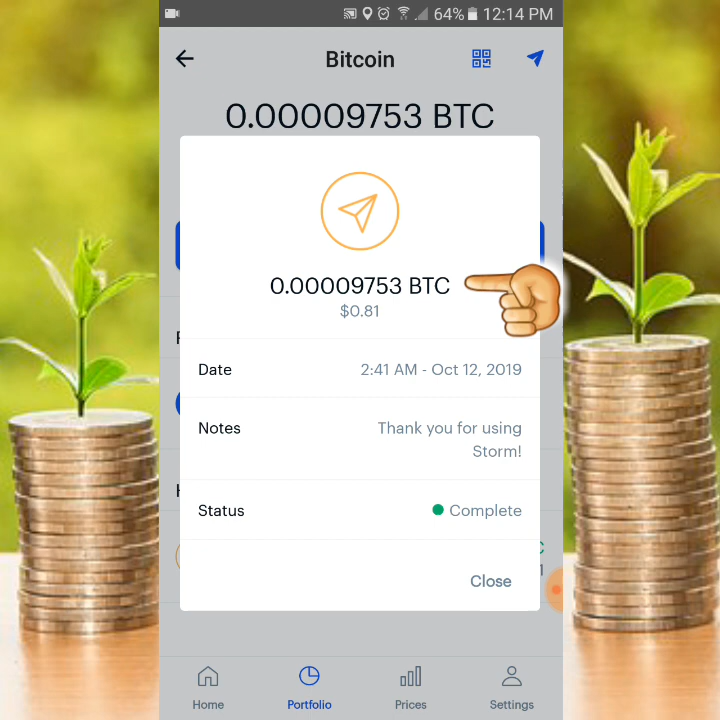 64% 12:14 PM
Bitcoin
0.00009753 BTC
0.00009753 BTC
$0.81
Date 2:41 AM - Oct 12, 2019
Notes Thank you for using
Storm!
Status Complete
Close
Home Portfolio Prices Settings